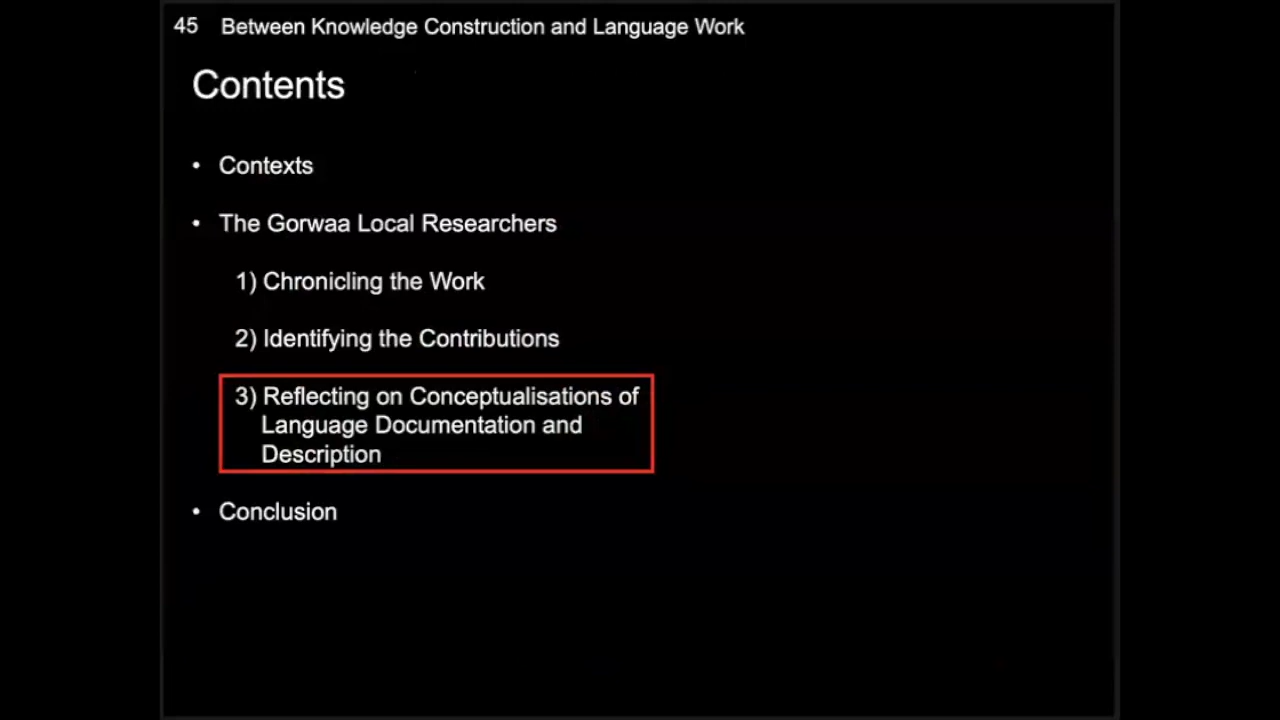 45 Between Knowledge Construction and Language Work
Contents
• Contexts
• The Gorwaa Local Researchers
1) Chronicling the Work
2) Identifying the Contributions
3) Reflecting on Conceptualisations of
Language Documentation and
Description
• Conclusion